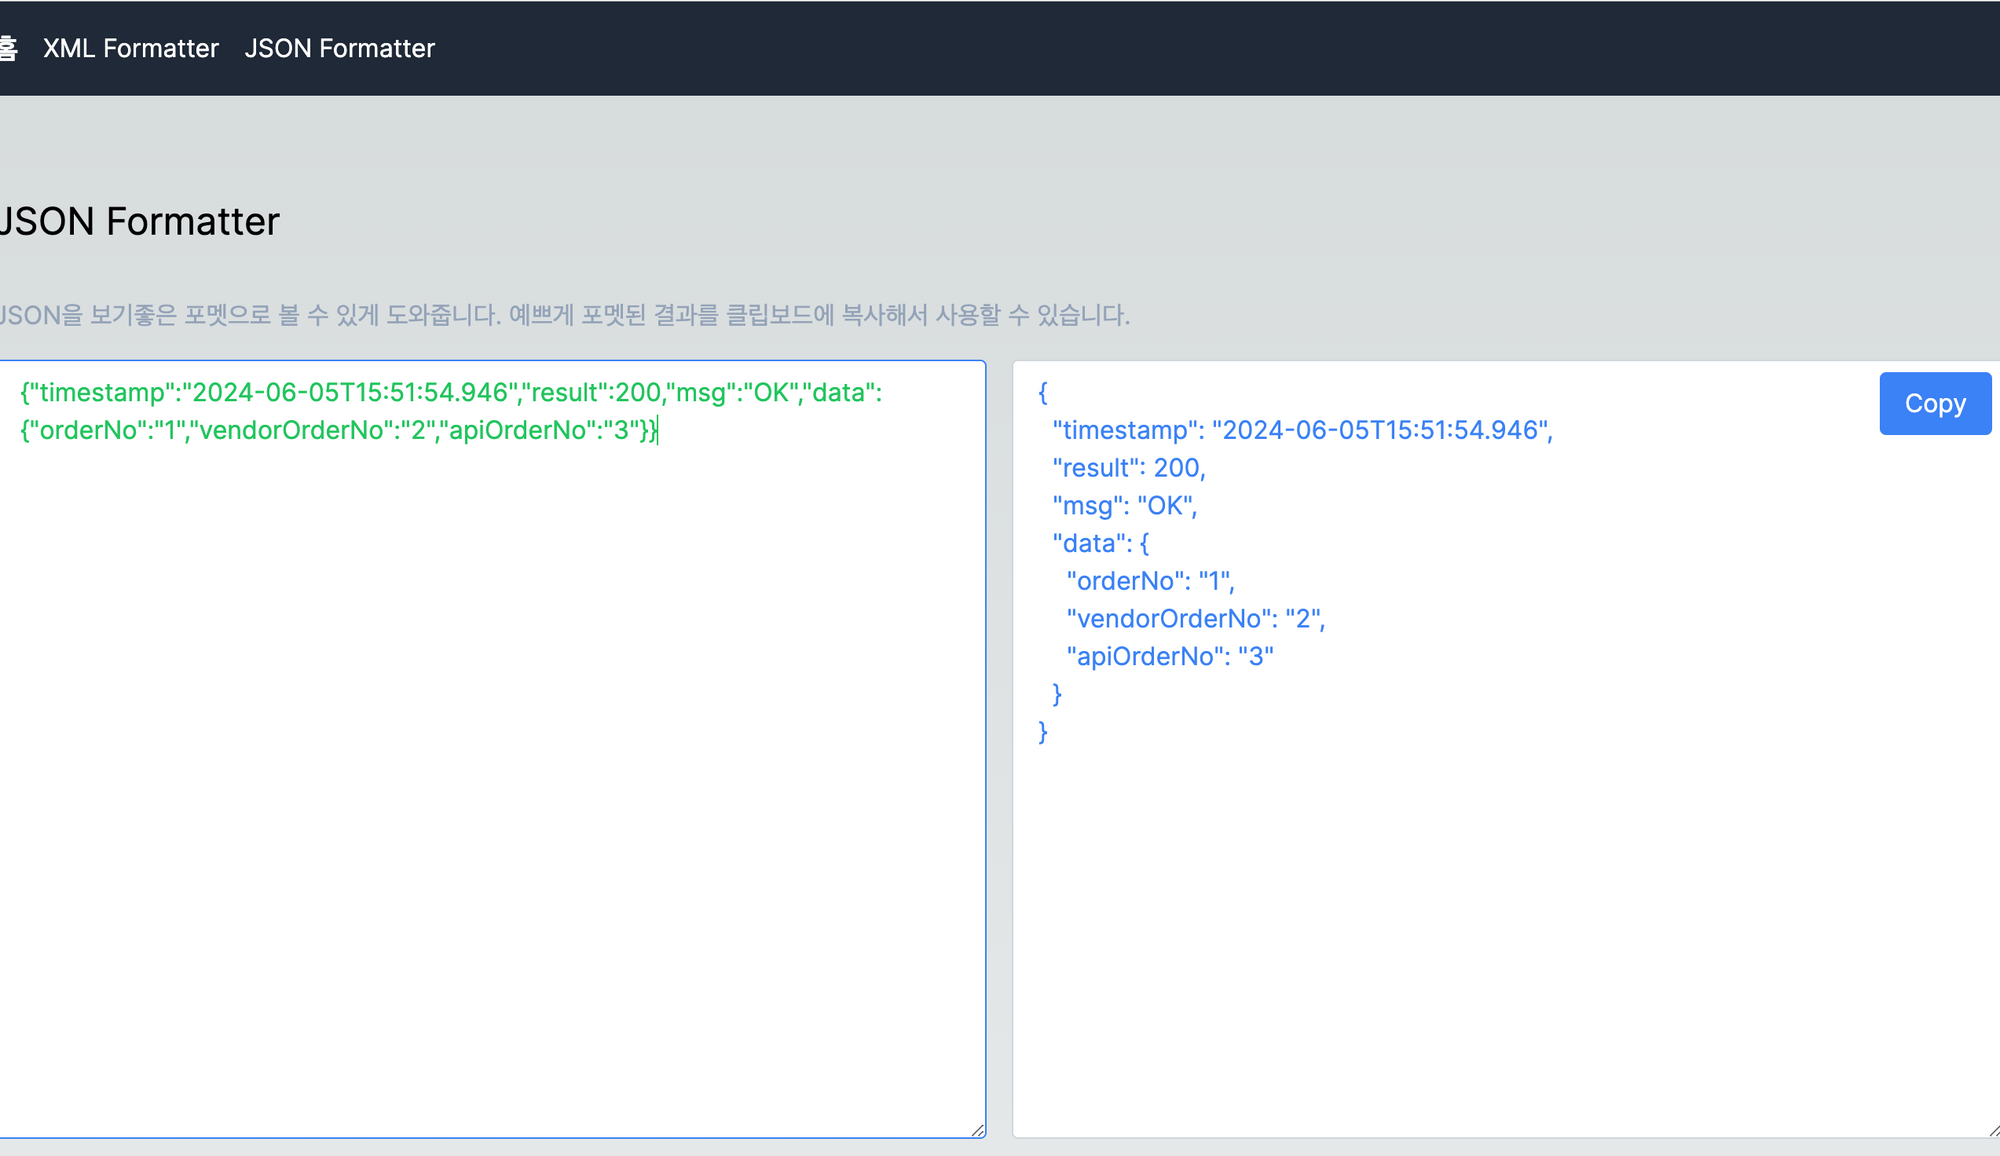 홈 XML Formatter JSON Formatter
JSON Formatter
JSON을 보기좋은 포멧으로 볼 수 있게 도와줍니다. 예쁘게 포멧된 결과를 클립보드에 복사해서 사용할 수 있습니다.
{"timestamp":"2024-06-05T15:51:54.946","result":200,"msg":"OK","data":
{"orderNo":"1","vendorOrderNo":"2","apiOrderNo":"3"}}
Copy
{
  "timestamp": "2024-06-05T15:51:54.946",
  "result": 200,
  "msg": "OK",
  "data": {
    "orderNo": "1",
    "vendorOrderNo": "2",
    "apiOrderNo": "3"
  }
}